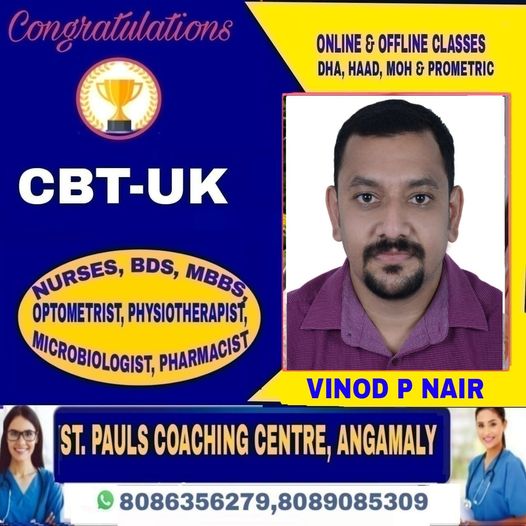 Congratulations
ONLINE & OFFLINE CLASSES
DHA, HAAD, MOH & PROMETRIC
CBT-UK
NURSES, BDS, MBBS,
OPTOMETRIST, PHYSIOTHERAPIST,
MICROBIOLOGIST, PHARMACIST
VINOD P NAIR
ST. PAULS COACHING CENTRE, ANGAMALY
8086356279,8089085309